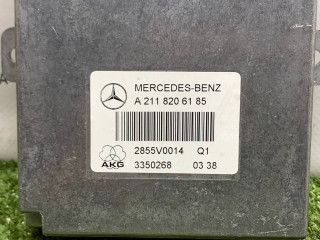 MERCEDES-BENZ
A 211 820 61 85
2855V0014 Q1
AKG 3350268 03 38